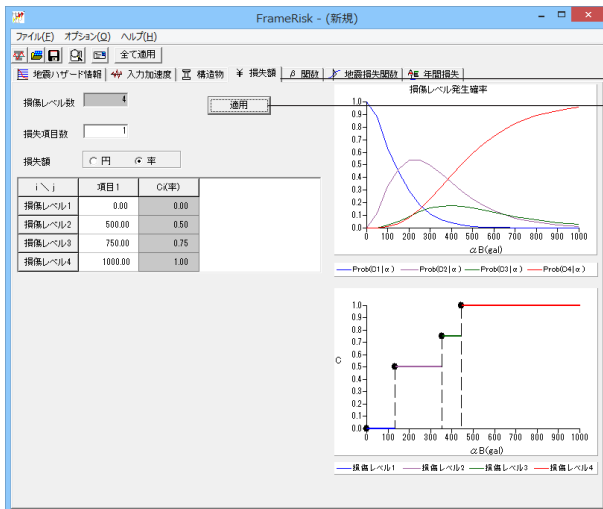 FrameRisk - (新規)
ファイル(F) オプション(O) ヘルプ(H)
全て適用
地震ハザード情報 入力加速度 構造物 ¥ 損失額 β 関数 地震損失関数 年間損失
損傷レベル数 4
適用
損失項目数 1
損失額 円 率
i＼j 項目1 Ci(率)
損傷レベル1 0.00 0.00
損傷レベル2 500.00 0.50
損傷レベル3 750.00 0.75
損傷レベル4 1000.00 1.00
損傷レベル発生確率
1.0
0.9
0.8
0.7
0.6
0.5
0.4
0.3
0.2
0.1
0.0
0 100 200 300 400 500 600 700 800 900 1000
αB(gal)
Prob(D1|α) Prob(D2|α) Prob(D3|α) Prob(D4|α)
1.0
0.9
0.8
0.7
0.6
C
0.5
0.4
0.3
0.2
0.1
0.0
0 100 200 300 400 500 600 700 800 900 1000
αB(gal)
損傷レベル1 損傷レベル2 損傷レベル3 損傷レベル4